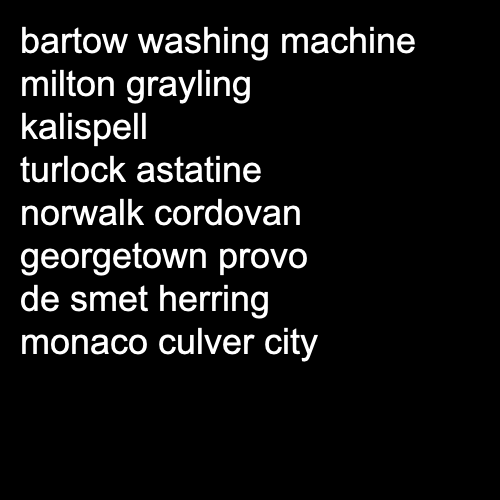 bartow washing machine
milton grayling
kalispell
turlock astatine
norwalk cordovan
georgetown provo
de smet herring
monaco culver city